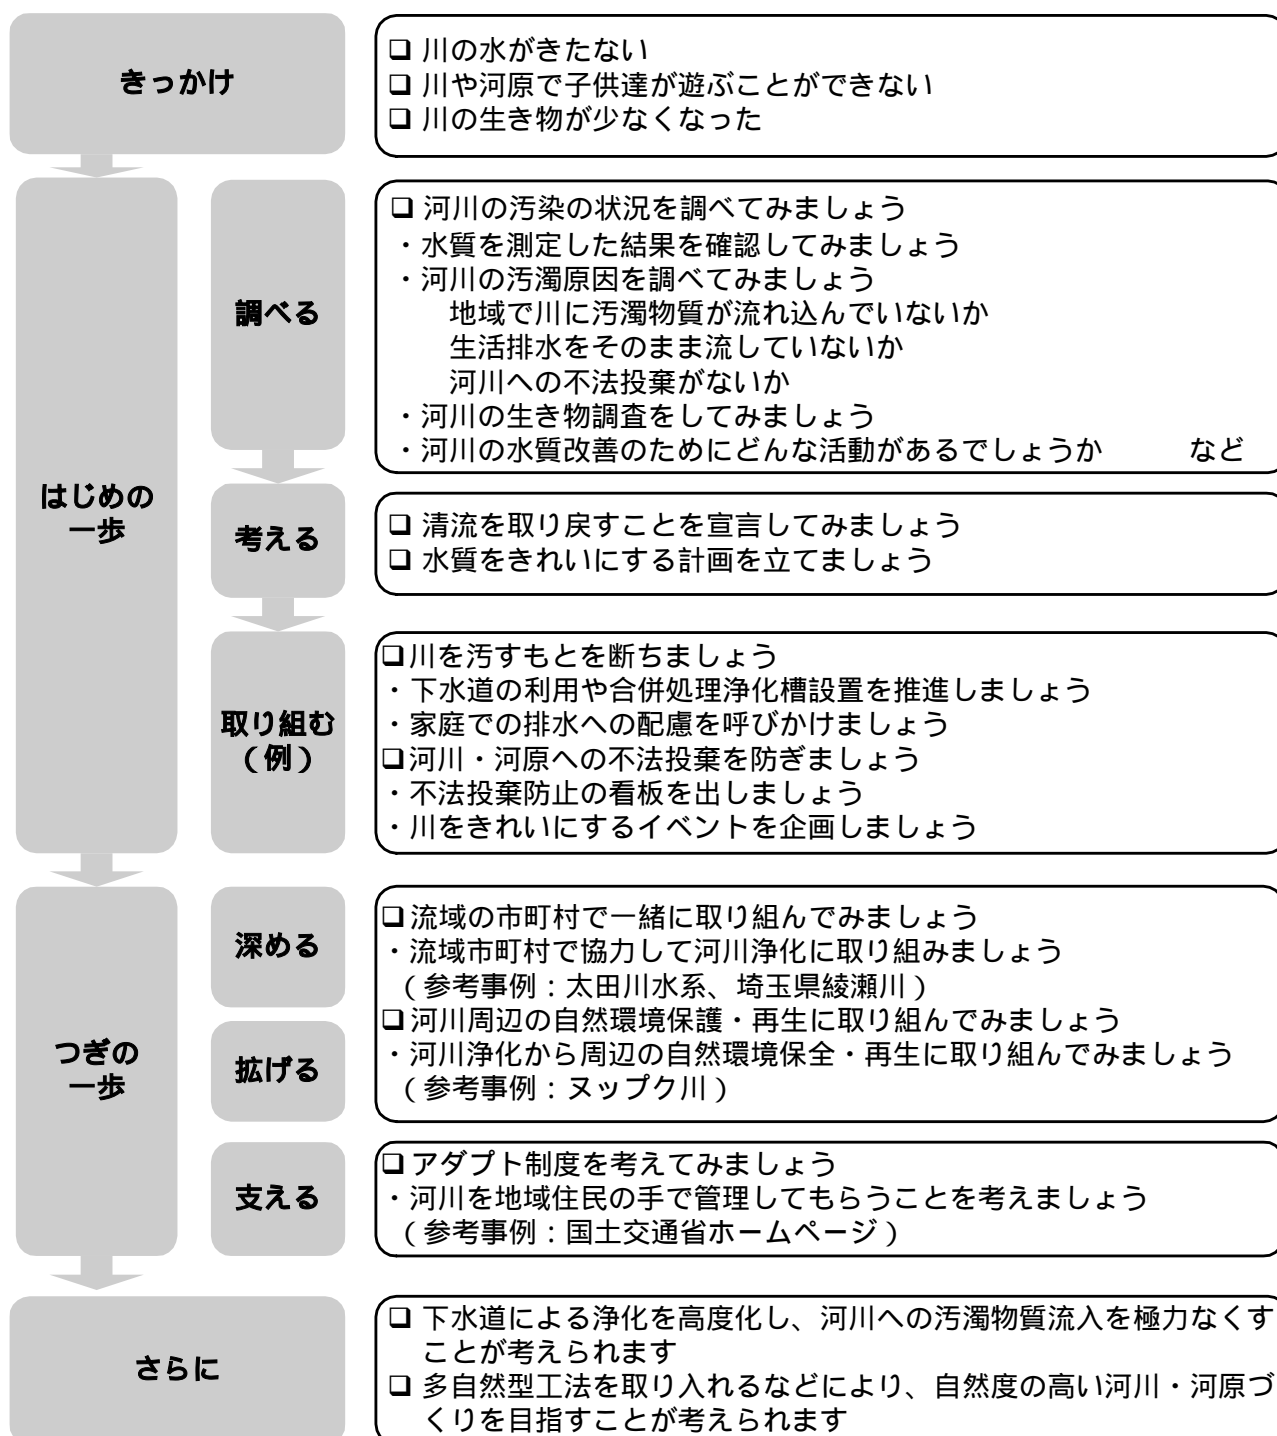 きっかけ
❑ 川の水がきたない
❑ 川や河原で子供達が遊ぶことができない
❑ 川の生き物が少なくなった
はじめの
一歩
調べる
❑ 河川の汚染の状況を調べてみましょう
・水質を測定した結果を確認してみましょう
・河川の汚濁原因を調べてみましょう
地域で川に汚濁物質が流れ込んでいないか
生活排水をそのまま流していないか
河川への不法投棄がないか
・河川の生き物調査をしてみましょう
・河川の水質改善のためにどんな活動があるでしょうか　　など
考える
❑ 清流を取り戻すことを宣言してみましょう
❑ 水質をきれいにする計画を立てましょう
取り組む
（例）
❑川を汚すもとを断ちましょう
・下水道の利用や合併処理浄化槽設置を推進しましょう
・家庭での排水への配慮を呼びかけましょう
❑河川・河原への不法投棄を防ぎましょう
・不法投棄防止の看板を出しましょう
・川をきれいにするイベントを企画しましょう
つぎの
一歩
深める
拡げる
❑流域の市町村で一緒に取り組んでみましょう
・流域市町村で協力して河川浄化に取り組みましょう
（参考事例：太田川水系、埼玉県綾瀬川）
❑河川周辺の自然環境保護・再生に取り組んでみましょう
・河川浄化から周辺の自然環境保全・再生に取り組んでみましょう
（参考事例：ヌップク川）
支える
❑アダプト制度を考えてみましょう
・河川を地域住民の手で管理してもらうことを考えましょう
（参考事例：国土交通省ホームページ）
さらに
❑ 下水道による浄化を高度化し、河川への汚濁物質流入を極力なくす
ことが考えられます
❑ 多自然型工法を取り入れるなどにより、自然度の高い河川・河原づ
くりを目指すことが考えられます